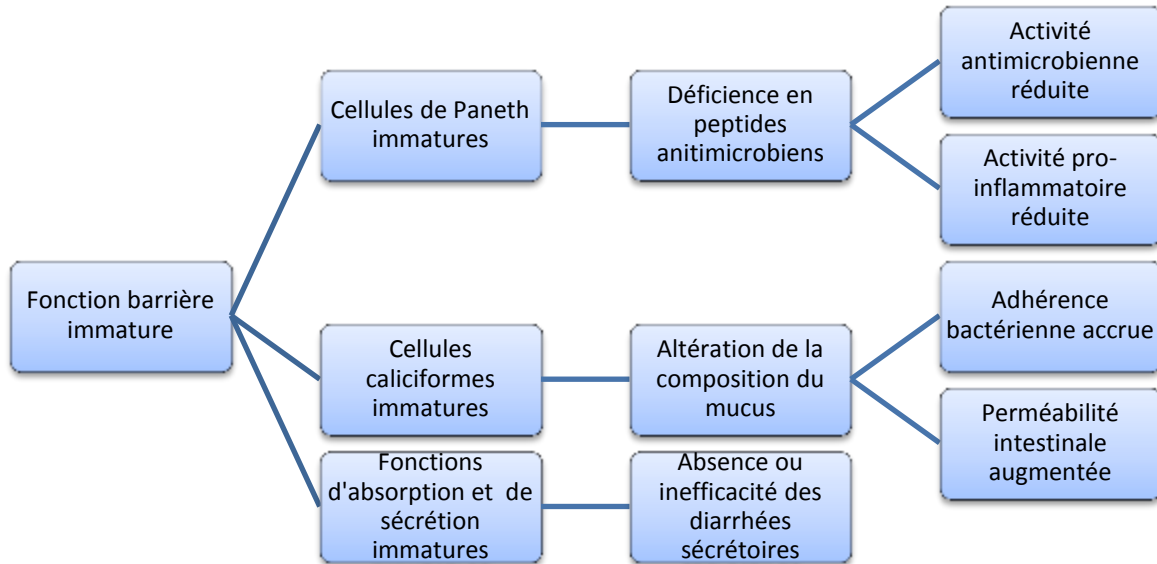 Fonction barrière
immature
Cellules de Paneth
immatures
Déficience en
peptides
anitimicrobiens
Activité
antimicrobienne
réduite
Activité pro-
inflammatoire
réduite
Cellules
caliciformes
immatures
Altération de la
composition du
mucus
Adhérence
bactérienne accrue
Perméabilité
intestinale
augmentée
Fonctions
d'absorption et de
sécrétion
immatures
Absence ou
inefficacité des
diarrhées
sécrétoires